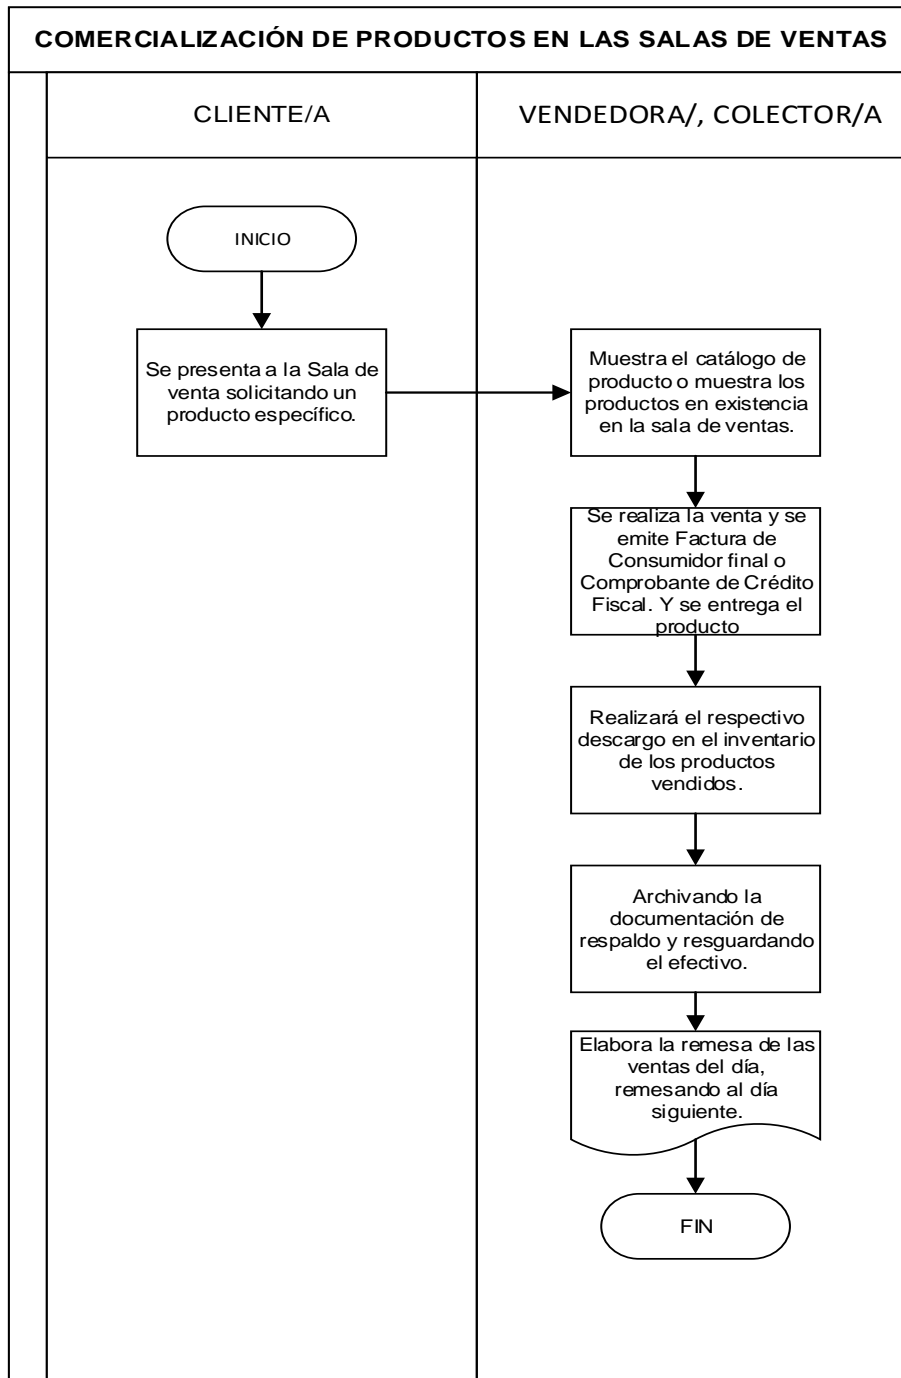 COMERCIALIZACIÓN DE PRODUCTOS EN LAS SALAS DE VENTAS
CLIENTE/A
VENDEDORA/, COLECTOR/A
INICIO
Se presenta a la Sala de
venta solicitando un
producto específico.
Muestra el catálogo de
producto o muestra los
productos en existencia
en la sala de ventas.
Se realiza la venta y se
emite Factura de
Consumidor final o
Comprobante de Crédito
Fiscal. Y se entrega el
producto
Realizará el respectivo
descargo en el inventario
de los productos
vendidos.
Archivando la
documentación de
respaldo y resguardando
el efectivo.
Elabora la remesa de las
ventas del día,
remesando al día
siguiente.
FIN